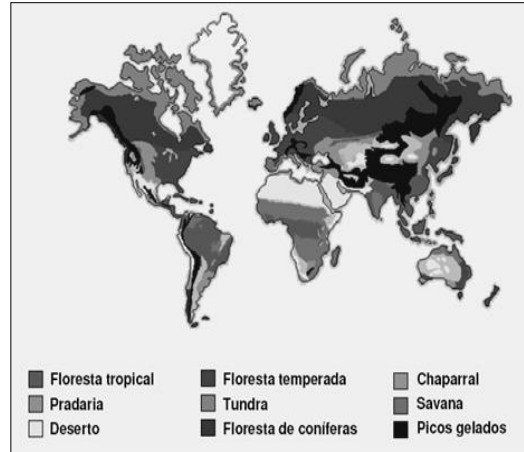 Floresta tropical
Floresta temperada
Chaparral
Pradaria
Tundra
Savana
Deserto
Floresta de coníferas
Picos gelados